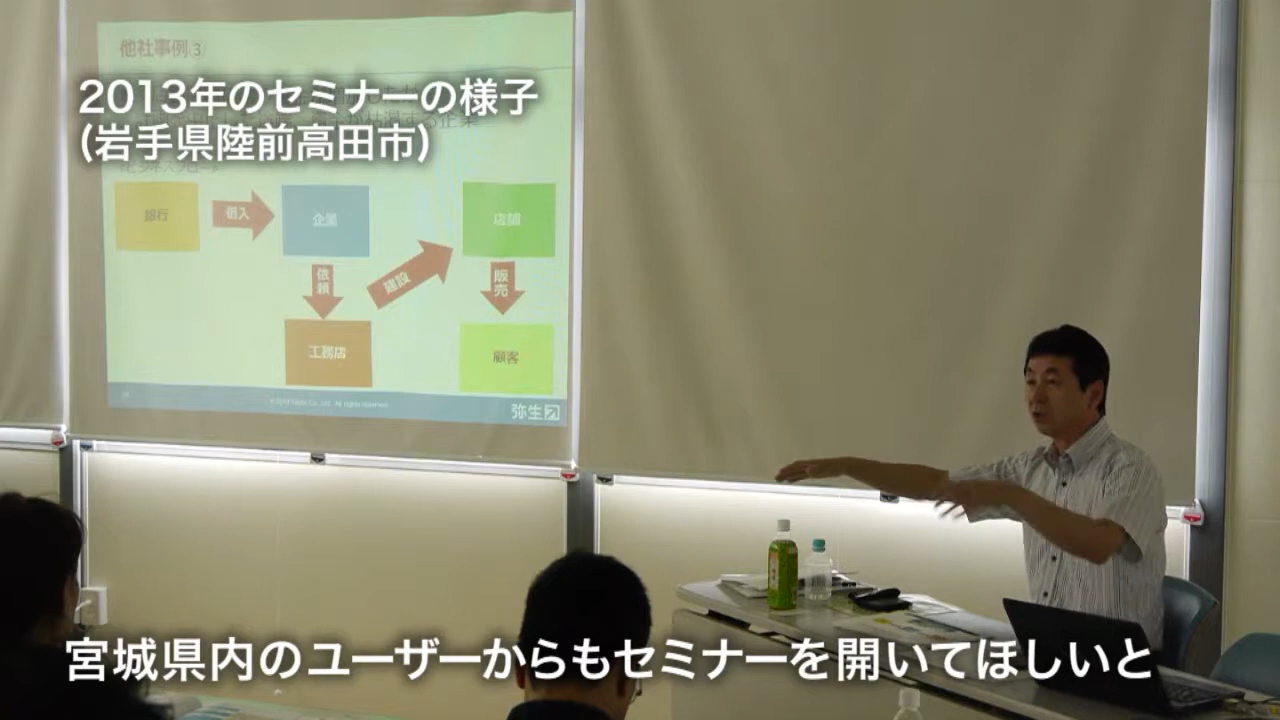 他社事例③
2013年のセミナーの様子
(岩手県陸前高田市)
銀行
借入
企業
店舗
依頼
建設
販売
工務店
顧客
弥生
宮城県内のユーザーからもセミナーを開いてほしいと